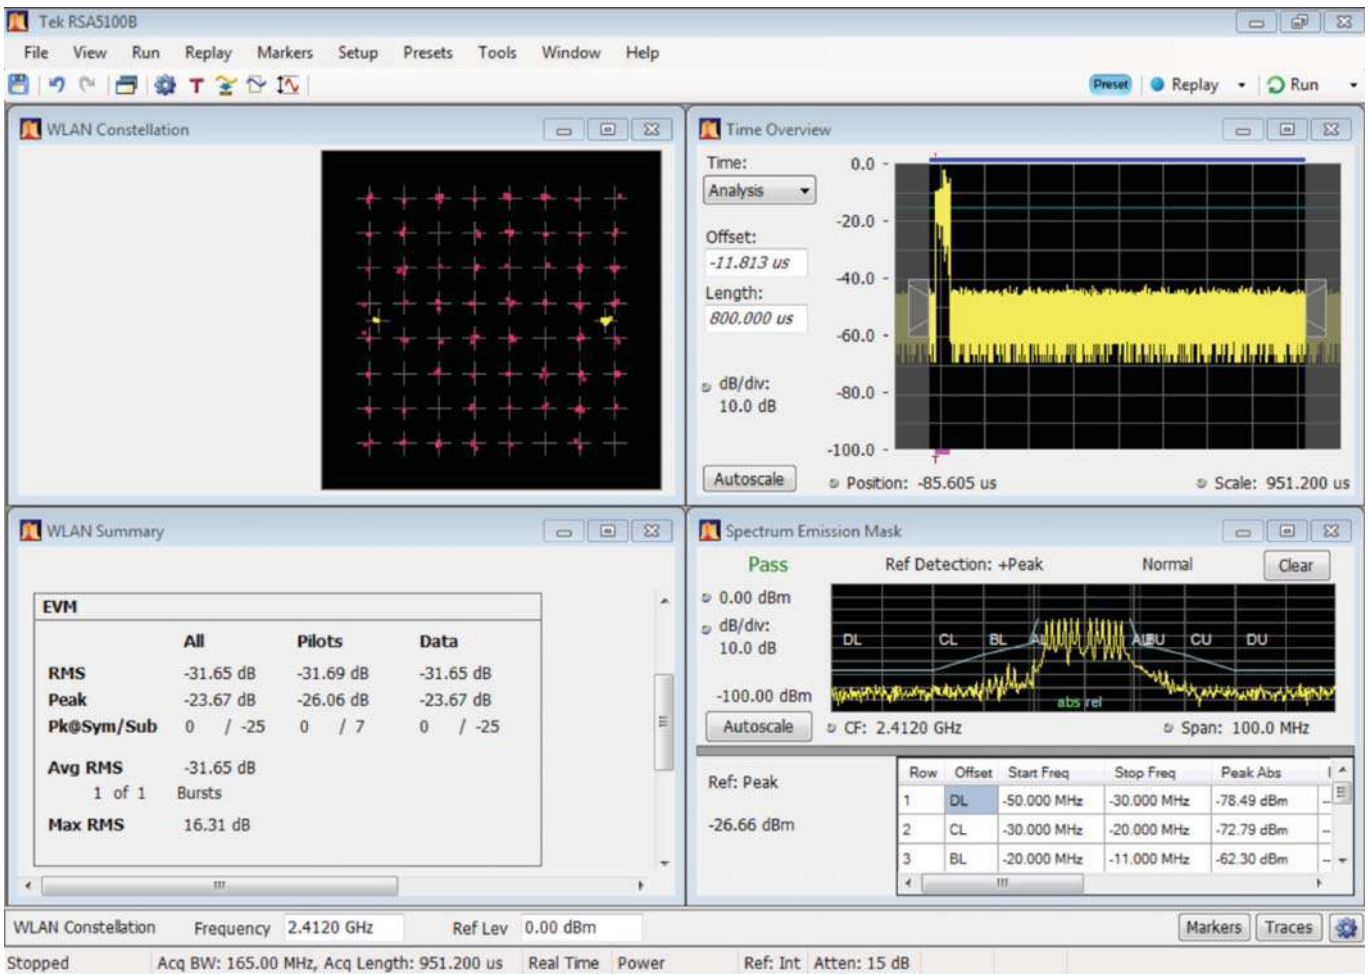 Tek RSA5100B
File View Run Replay Markers Setup Presets Tools Window Help
T Preset Replay Run
WLAN Constellation
Time Overview
Time:
Analysis
Offset:
-11.813 us
Length:
800.000 us
dB/div:
10.0 dB
Autoscale
0.0
-20.0
-40.0
-60.0
-80.0
-100.0
T
Position: -85.605 us Scale: 951.200 us
WLAN Summary
EVM
All Pilots Data
RMS -31.65 dB -31.69 dB -31.65 dB
Peak -23.67 dB -26.06 dB -23.67 dB
Pk@Sym/Sub 0 / -25 0 / 7 0 / -25
Avg RMS -31.65 dB
1 of 1 Bursts
Max RMS 16.31 dB
Spectrum Emission Mask
Pass Ref Detection: +Peak Normal Clear
0.00 dBm
dB/div:
10.0 dB
-100.00 dBm
Autoscale
DL CL BL AL BU CU DU
abs rel
CF: 2.4120 GHz Span: 100.0 MHz
Ref: Peak
-26.66 dBm
Row Offset Start Freq Stop Freq Peak Abs
1 DL -50.000 MHz -30.000 MHz -78.49 dBm --
2 CL -30.000 MHz -20.000 MHz -72.79 dBm --
3 BL -20.000 MHz -11.000 MHz -62.30 dBm --
WLAN Constellation Frequency 2.4120 GHz Ref Lev 0.00 dBm Markers Traces
Stopped Acq BW: 165.00 MHz, Acq Length: 951.200 us Real Time Power Ref: Int Atten: 15 dB